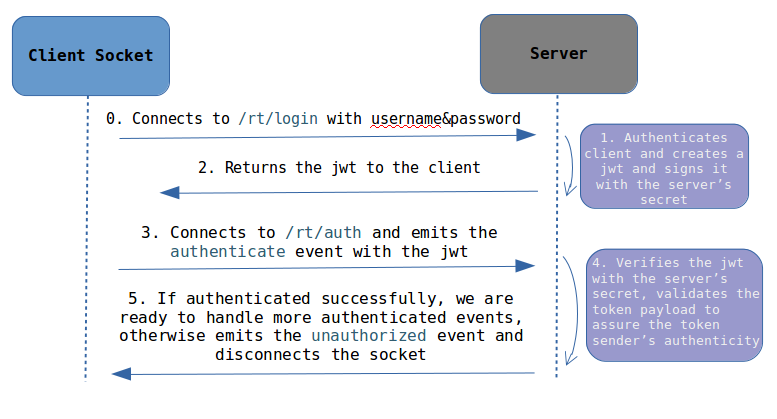 Client Socket
Server
0. Connects to /rt/login with username&password
1. Authenticates
client and creates a
jwt and signs it
with the server’s
secret
2. Returns the jwt to the client
3. Connects to /rt/auth and emits the
authenticate event with the jwt
4. Verifies the jwt
with the server’s
secret, validates the
token payload to
assure the token
sender’s authenticity
5. If authenticated successfully, we are
ready to handle more authenticated events,
otherwise emits the unauthorized event and
disconnects the socket